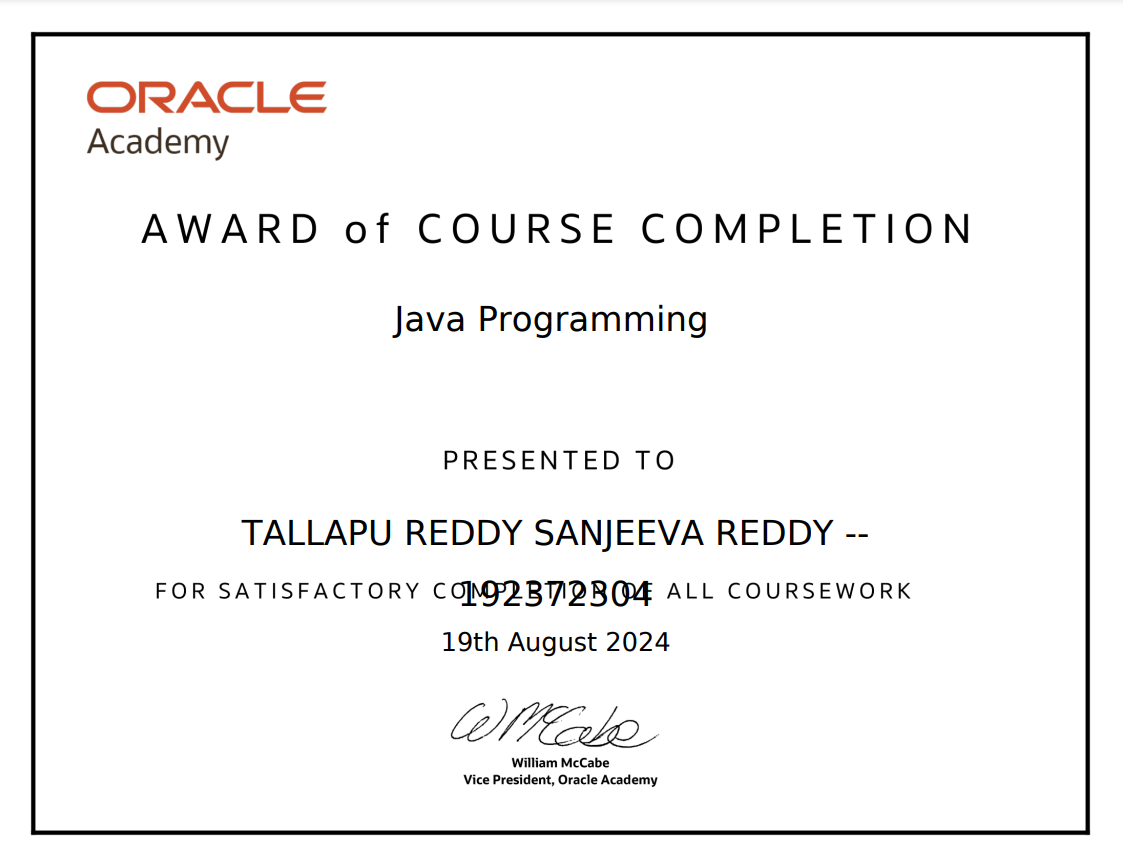 ORACLE
Academy
AWARD of COURSE COMPLETION
Java Programming
PRESENTED TO
TALLAPU REDDY SANJEEVA REDDY --
192372304
FOR SATISFACTORY COMPLETION OF ALL COURSEWORK
19th August 2024
WMcCabe
William McCabe
Vice President, Oracle Academy